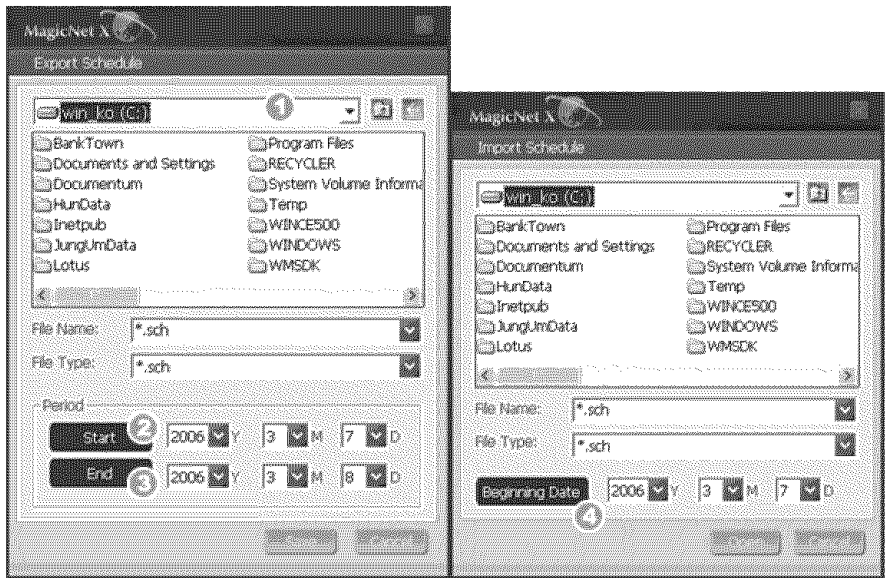 MagicNet X
Export Schedule
win_ko (C:)
1
BankTown
Documents and Settings
Documentum
HunData
Inetpub
JungUmData
Lotus
Program Files
RECYCLER
System Volume Informa
Temp
WINCE500
WINDOWS
WMSDK
File Name: *.sch
File Type: *.sch
Period
Start 2 2006 Y 3 M 7 D
End 3 2006 Y 3 M 8 D
MagicNet X
Import Schedule
win_ko (C:)
BankTown
Documents and Settings
Documentum
HunData
Inetpub
JungUmData
Lotus
Program Files
RECYCLER
System Volume Informa
Temp
WINCE500
WINDOWS
WMSDK
File Name: *.sch
File Type: *.sch
Beginning Date 2006 Y 3 M 7 D
4
Cancel